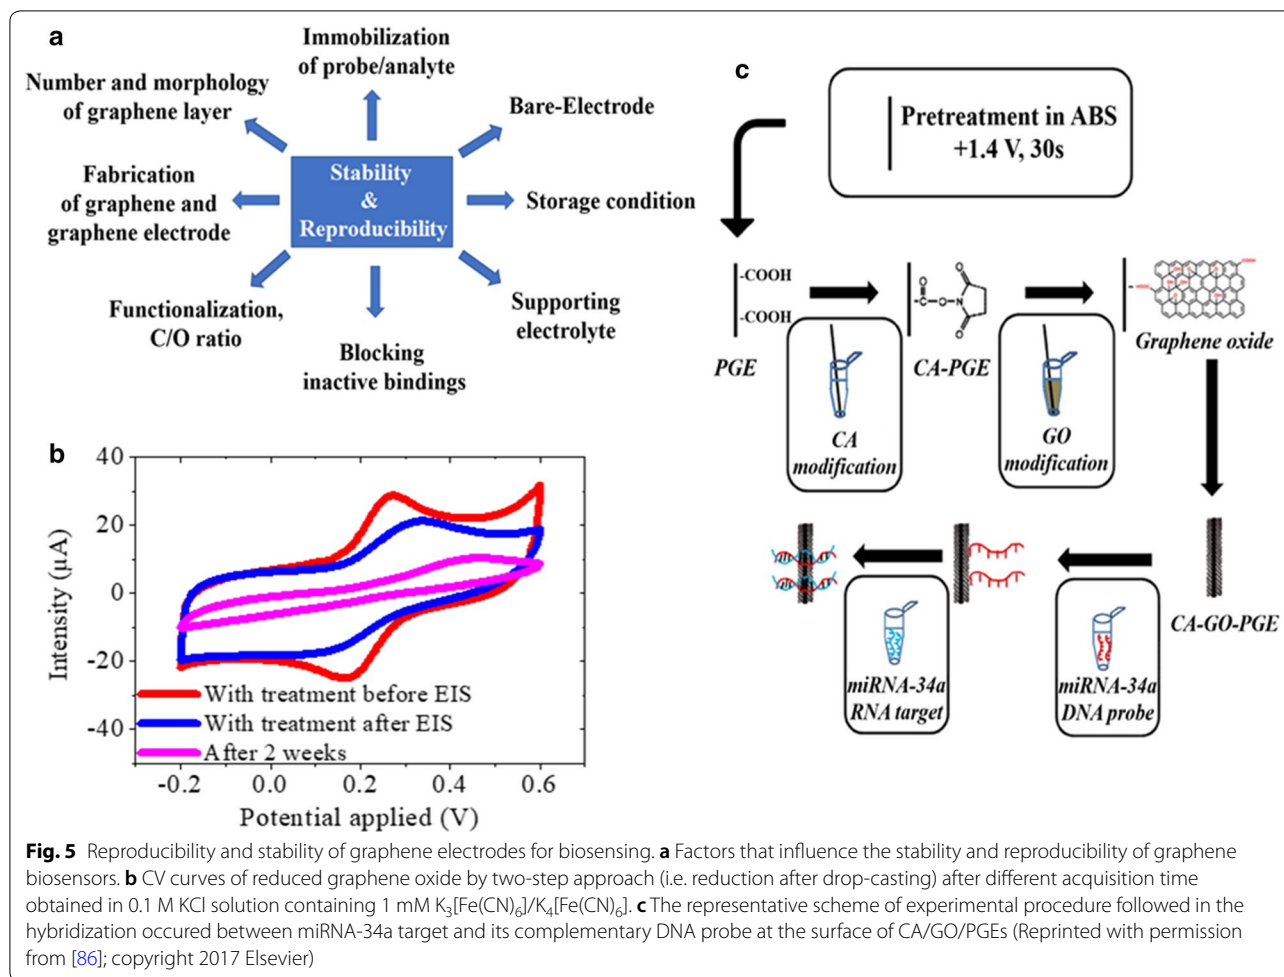 a
Immobilization
of probe/analyte
Number and morphology
of graphene layer
Bare-Electrode
Fabrication
of graphene and
graphene electrode
Stability
&
Reproducibility
Storage condition
Functionalization,
C/O ratio
Blocking
inactive bindings
Supporting
electrolyte
b
40
20
0
-20
-40
Intensity (µA)
With treatment before EIS
With treatment after EIS
After 2 weeks
-0.2
0.0
0.2
0.4
0.6
Potential applied (V)
c
Pretreatment in ABS
+1.4 V, 30s
-COOH
-COOH
PGE
CA
modification
-C-O-N
O
O
O
CA-PGE
GO
modification
Graphene oxide
CA-GO-PGE
miRNA-34a
DNA probe
miRNA-34a
RNA target
Fig. 5 Reproducibility and stability of graphene electrodes for biosensing. a Factors that influence the stability and reproducibility of graphene
biosensors. b CV curves of reduced graphene oxide by two-step approach (i.e. reduction after drop-casting) after different acquisition time
obtained in 0.1 M KCl solution containing 1 mM K₃[Fe(CN)₆]/K₄[Fe(CN)₆]. c The representative scheme of experimental procedure followed in the
hybridization occured between miRNA-34a target and its complementary DNA probe at the surface of CA/GO/PGEs (Reprinted with permission
from [86]; copyright 2017 Elsevier)